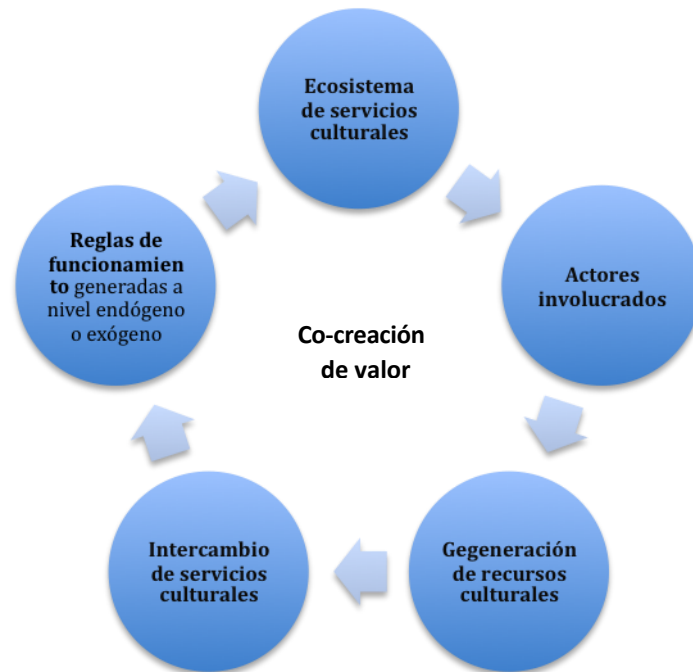 Ecosistema
de servicios
culturales
Actores
involucrados
Gegeneración
de recursos
culturales
Intercambio
de servicios
culturales
Reglas de
funcionamien
to generadas a
nivel endógeno
o exógeno
Co-creación
de valor